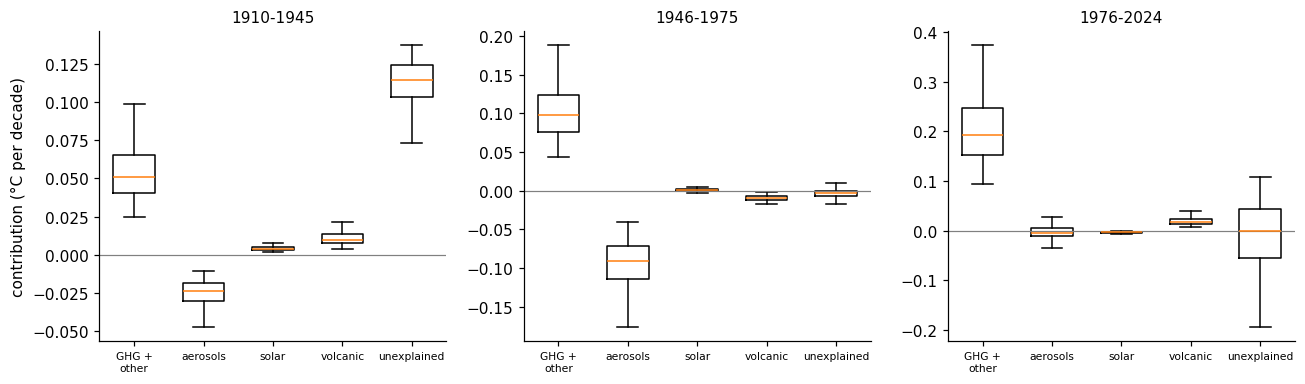 1910-1945
contribution (°C per decade)
0.125
0.100
0.075
0.050
0.025
0.000
−0.025
−0.050
GHG +
other
aerosols
solar
volcanic
unexplained
1946-1975
0.20
0.15
0.10
0.05
0.00
−0.05
−0.10
−0.15
GHG +
other
aerosols
solar
volcanic
unexplained
1976-2024
0.4
0.3
0.2
0.1
0.0
−0.1
−0.2
GHG +
other
aerosols
solar
volcanic
unexplained